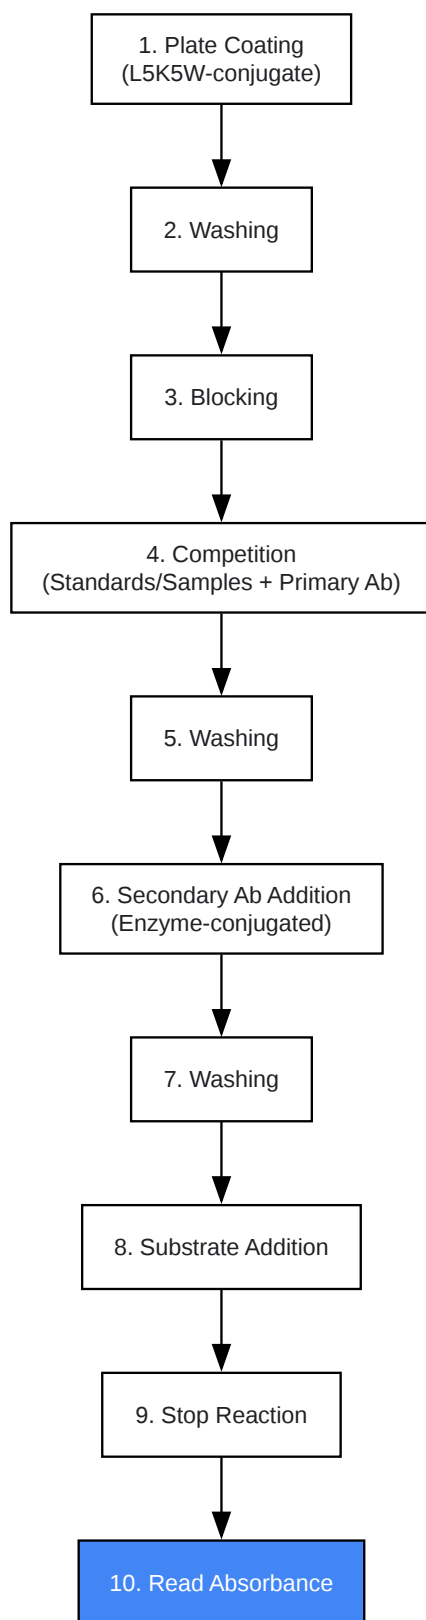 1. Plate Coating
(L5K5W-conjugate)
2. Washing
3. Blocking
4. Competition
(Standards/Samples + Primary Ab)
5. Washing
6. Secondary Ab Addition
(Enzyme-conjugated)
7. Washing
8. Substrate Addition
9. Stop Reaction
10. Read Absorbance